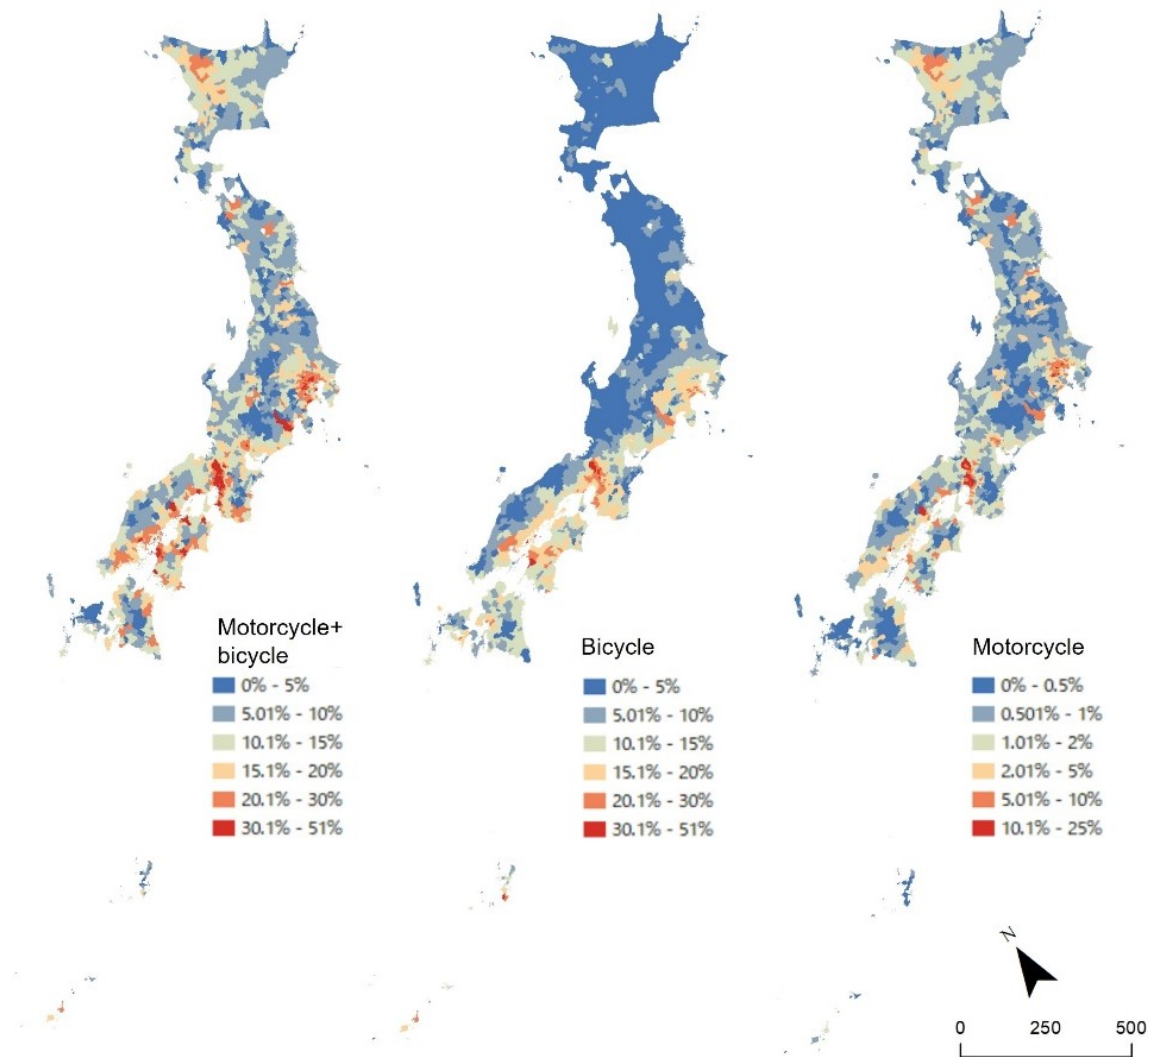 Motorcycle+
bicycle
0% - 5%
5.01% - 10%
10.1% - 15%
15.1% - 20%
20.1% - 30%
30.1% - 51%
Bicycle
0% - 5%
5.01% - 10%
10.1% - 15%
15.1% - 20%
20.1% - 30%
30.1% - 51%
Motorcycle
0% - 0.5%
0.501% - 1%
1.01% - 2%
2.01% - 5%
5.01% - 10%
10.1% - 25%
N
0 250 500